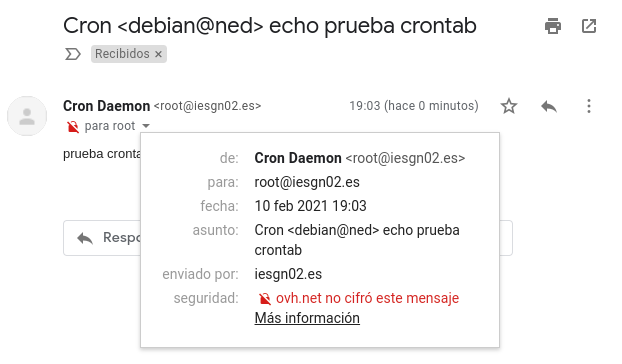 Cron <debian@ned> echo prueba crontab
Recibidos ×
Cron Daemon <root@iesgn02.es>
19:03 (hace 0 minutos)
para root
prueba cronta
de: Cron Daemon <root@iesgn02.es>
para: root@iesgn02.es
fecha: 10 feb 2021 19:03
asunto: Cron <debian@ned> echo prueba
crontab
enviado por: iesgn02.es
seguridad: ovh.net no cifró este mensaje
Más información
Respo